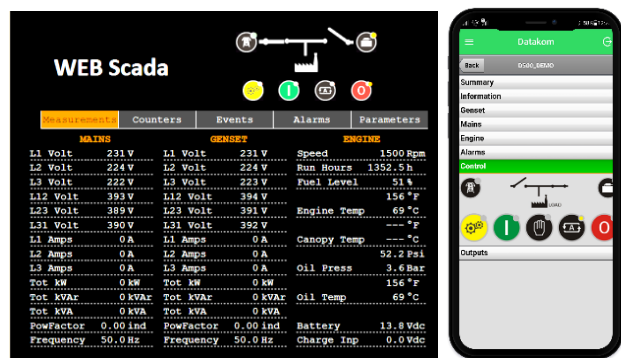 WEB Scada
Measurements Counters Events Alarms Parameters
MAINS GENSET ENGINE
L1 Volt 231 V L1 Volt 231 V Speed 1500 Rpm
L2 Volt 224 V L2 Volt 224 V Run Hours 1352.5 h
L3 Volt 222 V L3 Volt 223 V Fuel Level 51 %
L12 Volt 393 V L12 Volt 394 V 156 °F
L23 Volt 389 V L23 Volt 391 V Engine Temp 69 °C
L31 Volt 390 V L31 Volt 392 V --- °F
L1 Amps 0 A L1 Amps 0 A Canopy Temp --- °C
L2 Amps 0 A L2 Amps 0 A 52.2 Psi
L3 Amps 0 A L3 Amps 0 A Oil Press 3.6 Bar
Tot kW 0 kW Tot kW 0 kW 156 °F
Tot kVAr 0 kVAr Tot kVAr 0 kVAr Oil Temp 69 °C
Tot kVA 0 kVA Tot kVA 0 kVA
PowFactor 0.00 ind PowFactor 0.00 ind Battery 13.8 Vdc
Frequency 50.0 Hz Frequency 50.0 Hz Charge Inp 0.0 Vdc
Datakom
Back D500_DEMO
Summary
Information
Genset
Mains
Engine
Alarms
Control
LOAD
A
Outputs